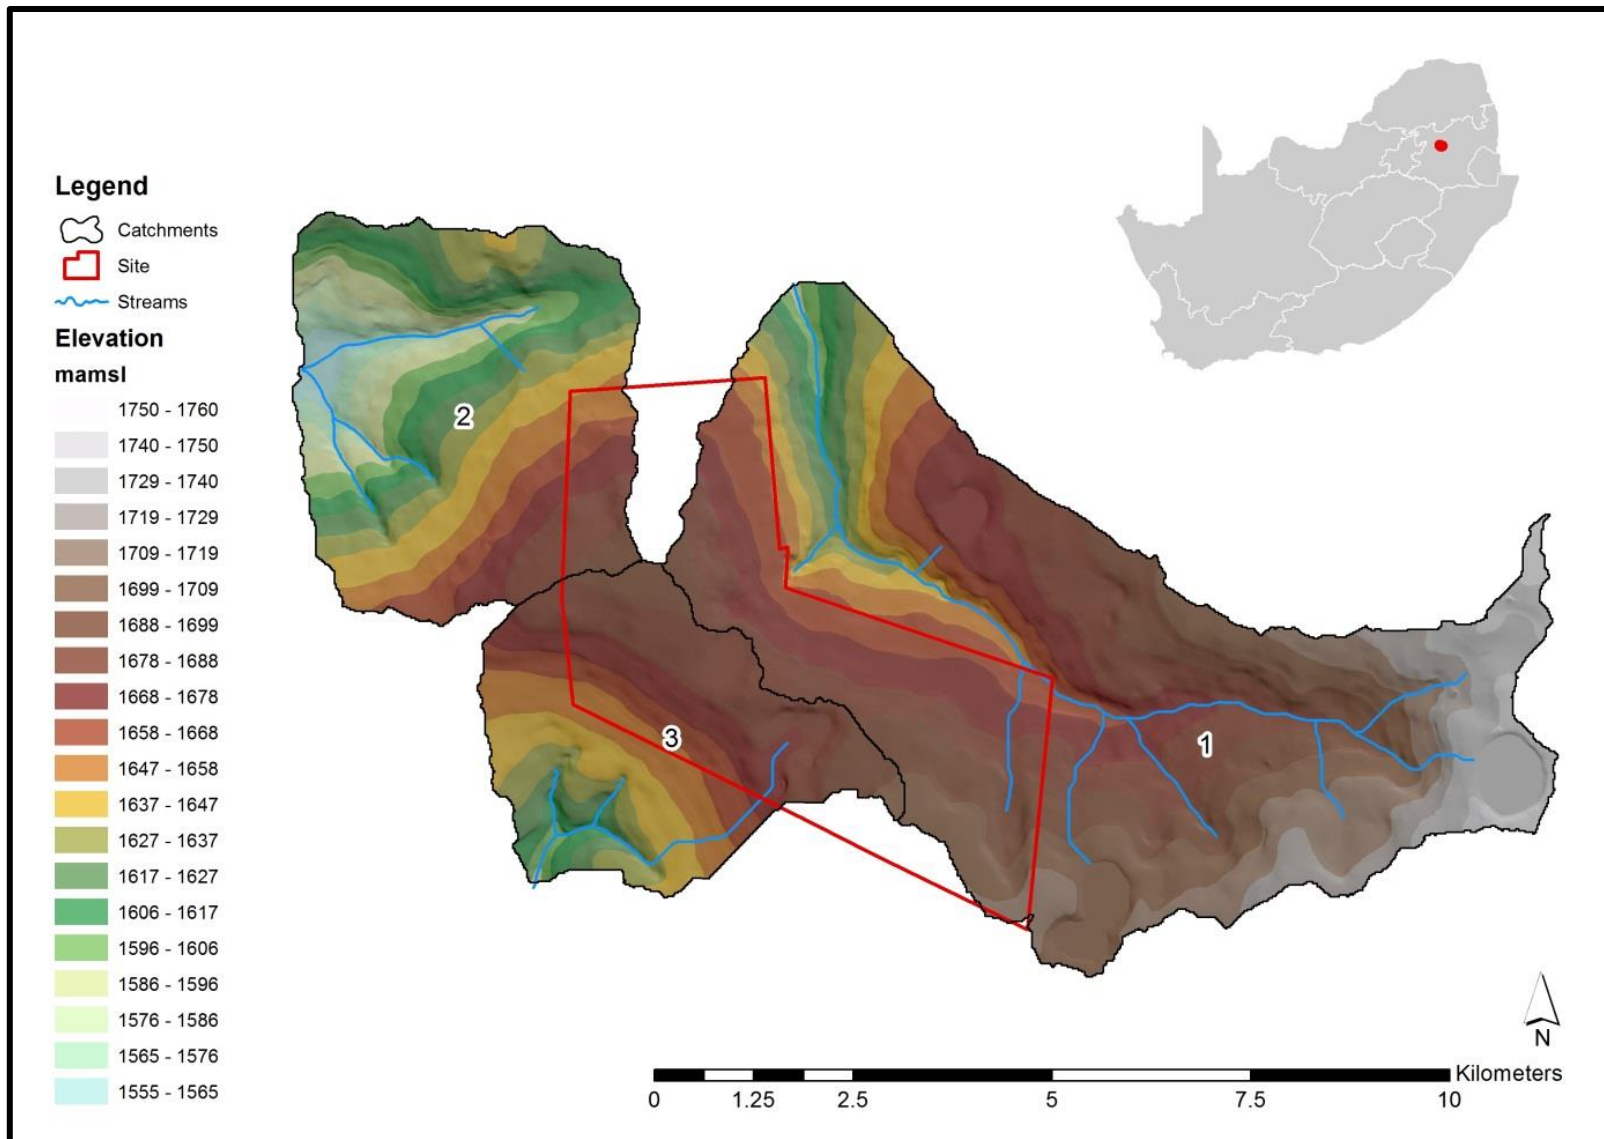 Legend
Catchments
Site
Streams
Elevation
mamsl
1750 - 1760
1740 - 1750
1729 - 1740
1719 - 1729
1709 - 1719
1699 - 1709
1688 - 1699
1678 - 1688
1668 - 1678
1658 - 1668
1647 - 1658
1637 - 1647
1627 - 1637
1617 - 1627
1606 - 1617
1596 - 1606
1586 - 1596
1576 - 1586
1565 - 1576
1555 - 1565
2
3
1
N
Kilometers
0 1.25 2.5 5 7.5 10